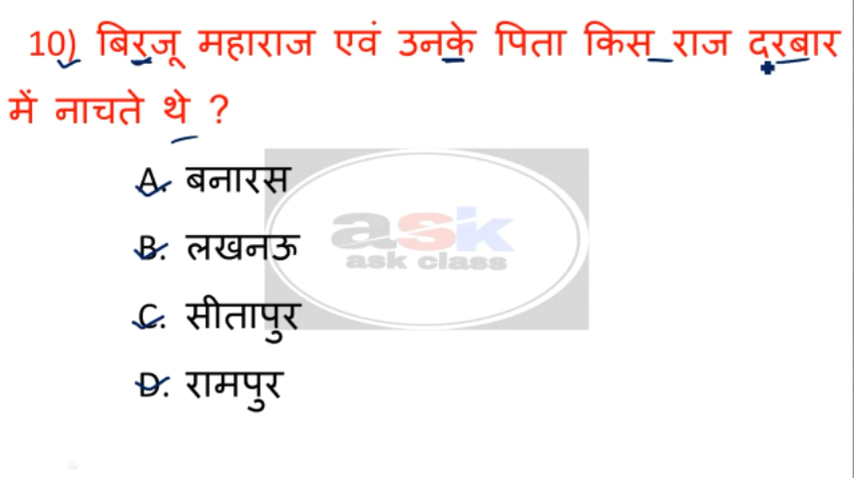 10) बिरजू महाराज एवं उनके पिता किस राज दरबार
में नाचते थे ?
A. बनारस
ask
B. लखनऊ
ask class
C. सीतापुर
D. रामपुर